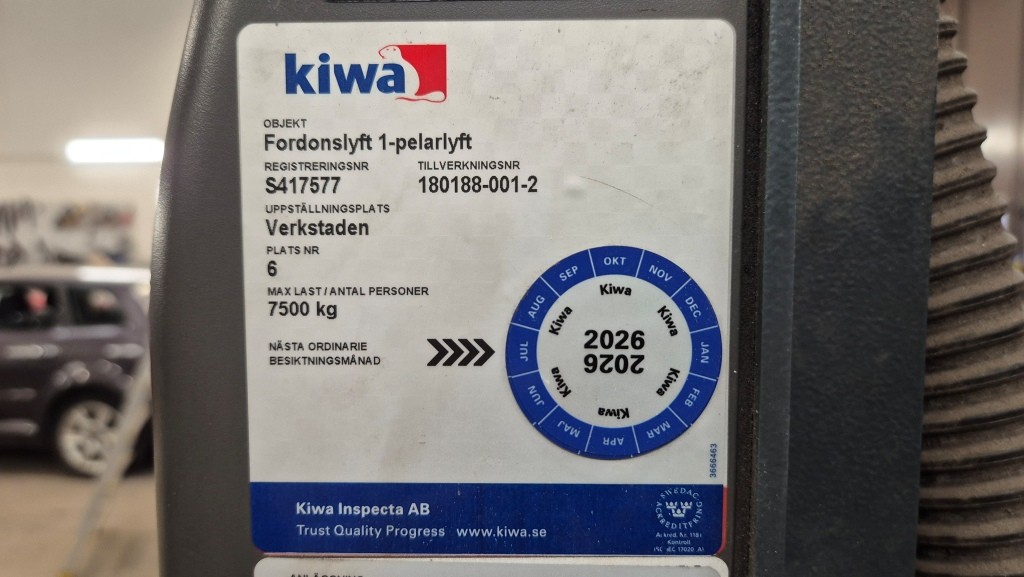 kiwa
OBJEKT
Fordonslyft 1-pelarlyft
REGISTRERINGSNR TILLVERKNINGSNR
S417577 180188-001-2
UPPSTÄLLNINGSPLATS
Verkstaden
PLATS NR
6
MAX LAST / ANTAL PERSONER
7500 kg
NÄSTA ORDINARIE
BESIKTNINGSMÅNAD
JAN
FEB
MAR
APR
MAJ
JUN
JUL
AUG
SEP
OKT
NOV
DEC
Kiwa
Kiwa
Kiwa
Kiwa
Kiwa
Kiwa
2026
2026
3666463
Kiwa Inspecta AB
Trust Quality Progress www.kiwa.se
SWEDAC
ACKREDITERING
Kontroll